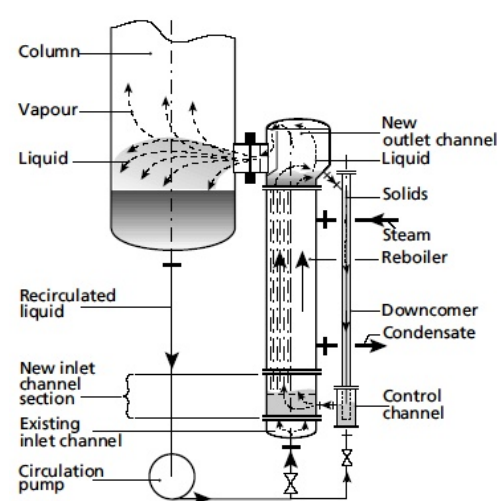 Column
Vapour
Liquid
Recirculated
liquid
New inlet
channel
section
Existing
inlet channel
Circulation
pump
New
outlet channel
Liquid
Solids
Steam
Reboiler
Downcomer
Condensate
Control
channel